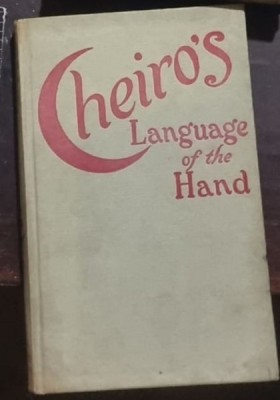 Cheiro's
Language
of the
Hand